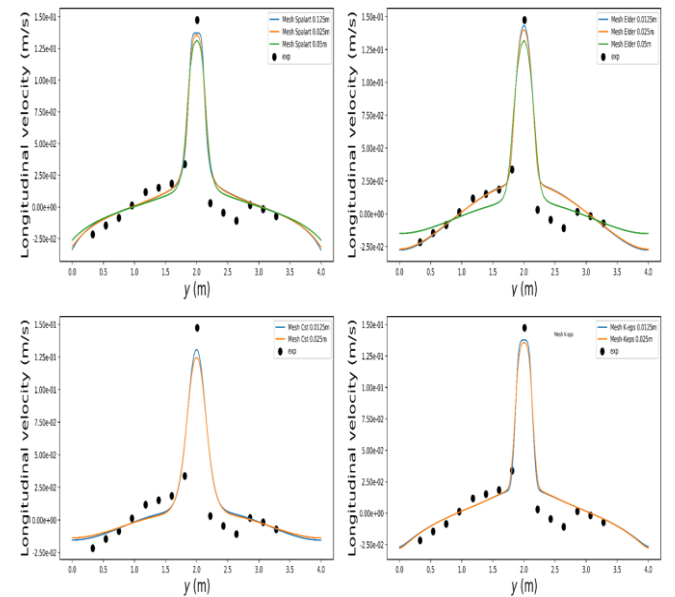 Mesh Spalart 0.125m
Mesh Spalart 0.025m
Mesh Spalart 0.05m
exp
1.50e-01
1.25e-01
1.00e-01
7.50e-02
5.00e-02
2.50e-02
0.00e+00
-2.50e-02
Longitudinal velocity (m/s)
0.0 0.5 1.0 1.5 2.0 2.5 3.0 3.5 4.0
y (m)
Mesh Elder 0.0125m
Mesh Elder 0.025m
Mesh Elder 0.05m
exp
1.50e-01
1.25e-01
1.00e-01
7.50e-02
5.00e-02
2.50e-02
0.00e+00
-2.50e-02
Longitudinal velocity (m/s)
0.0 0.5 1.0 1.5 2.0 2.5 3.0 3.5 4.0
y (m)
Mesh Cst 0.0125m
Mesh Cst 0.025m
exp
1.50e-01
1.25e-01
1.00e-01
7.50e-02
5.00e-02
2.50e-02
0.00e+00
-2.50e-02
Longitudinal velocity (m/s)
0.0 0.5 1.0 1.5 2.0 2.5 3.0 3.5 4.0
y (m)
Mesh K-eps
Mesh K-eps 0.0125m
Mesh-Keps 0.025m
exp
1.50e-01
1.25e-01
1.00e-01
7.50e-02
5.00e-02
2.50e-02
0.00e+00
-2.50e-02
Longitudinal velocity (m/s)
0.0 0.5 1.0 1.5 2.0 2.5 3.0 3.5 4.0
y (m)